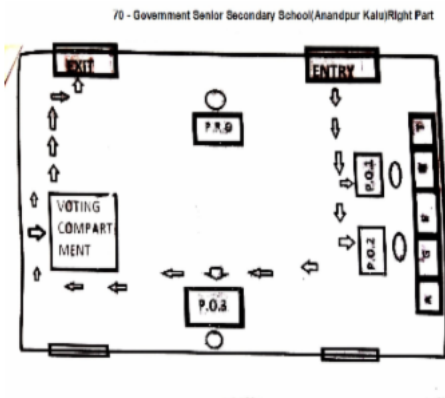 70 - Government Senior Secondary School(Anandpur Kalu)Right Part
EXIT
ENTRY
P.R.O
P.O.1
P.O.2
VOTING
COMPART
MENT
P.O.3